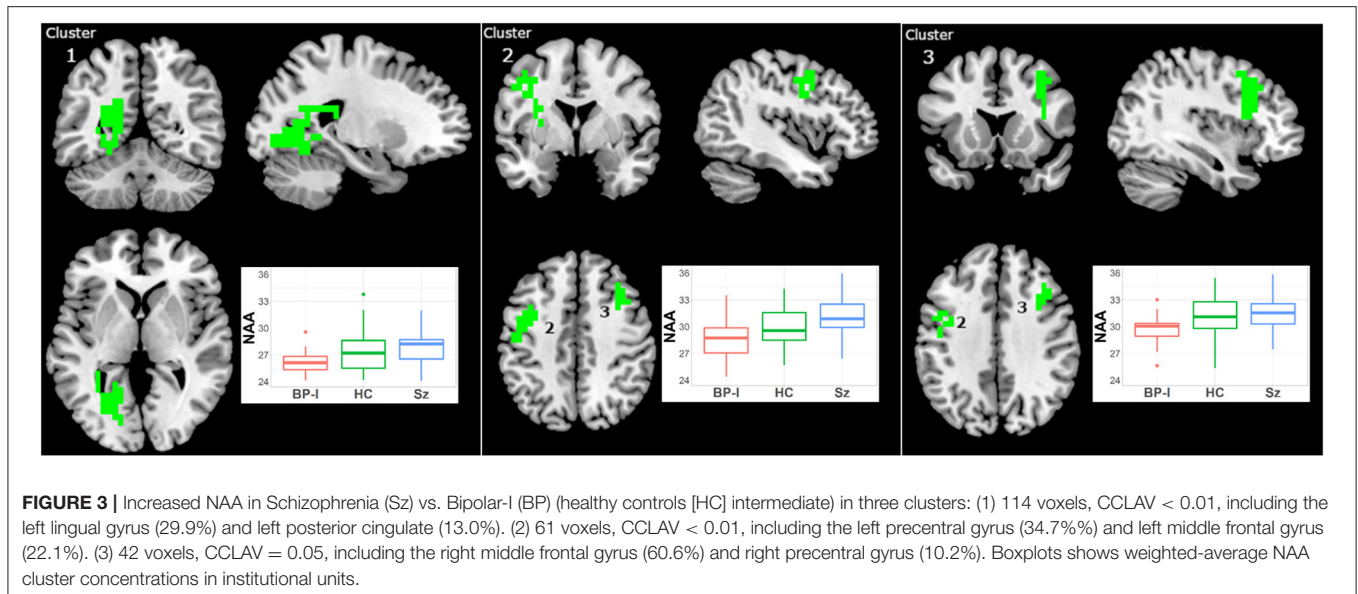 Cluster
1
36
33
NAA
30
27
24
BP-I HC Sz
Cluster
2
2 3
36
33
NAA
30
27
24
BP-I HC Sz
Cluster
3
2 3
36
33
NAA
30
27
24
BP-I HC Sz
FIGURE 3 | Increased NAA in Schizophrenia (Sz) vs. Bipolar-I (BP) (healthy controls [HC] intermediate) in three clusters: (1) 114 voxels, CCLAV < 0.01, including the
left lingual gyrus (29.9%) and left posterior cingulate (13.0%). (2) 61 voxels, CCLAV < 0.01, including the left precentral gyrus (34.7%%) and left middle frontal gyrus
(22.1%). (3) 42 voxels, CCLAV = 0.05, including the right middle frontal gyrus (60.6%) and right precentral gyrus (10.2%). Boxplots shows weighted-average NAA
cluster concentrations in institutional units.